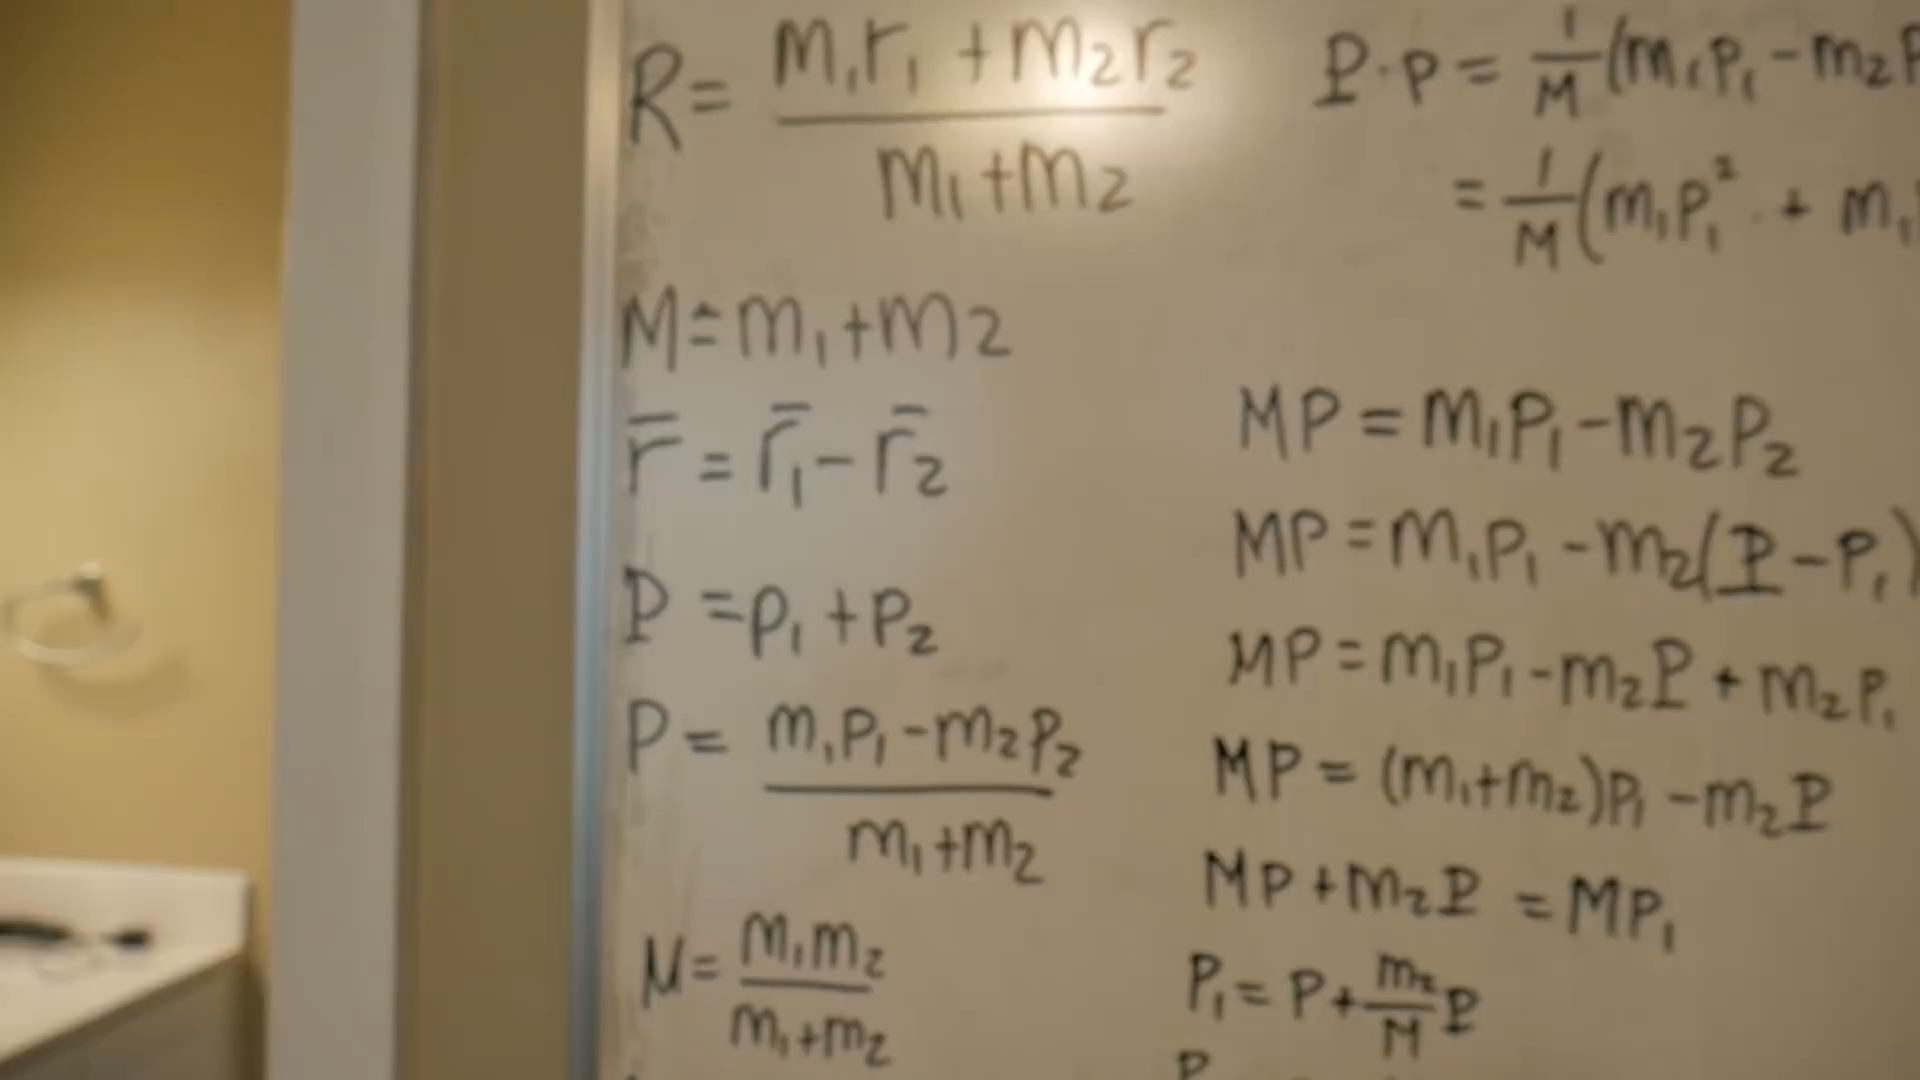 R = (m₁r₁ + m₂r₂) / (m₁+m₂)
M = m₁+m₂
r̄ = r̄₁ - r̄₂
P̲ = p₁ + p₂
P = (m₁p₁ - m₂p₂) / (m₁+m₂)
μ = m₁m₂ / (m₁+m₂)
P̲·p = 1/M (m₁p₁ - m₂p
= 1/M (m₁p₁² + m₁
MP = m₁p₁ - m₂p₂
MP = m₁p₁ - m₂(P̲ - p₁)
MP = m₁p₁ - m₂P̲ + m₂p₁
MP = (m₁+m₂)p₁ - m₂P̲
MP + m₂P̲ = MP₁
P₁ = P + m₂/M P̲